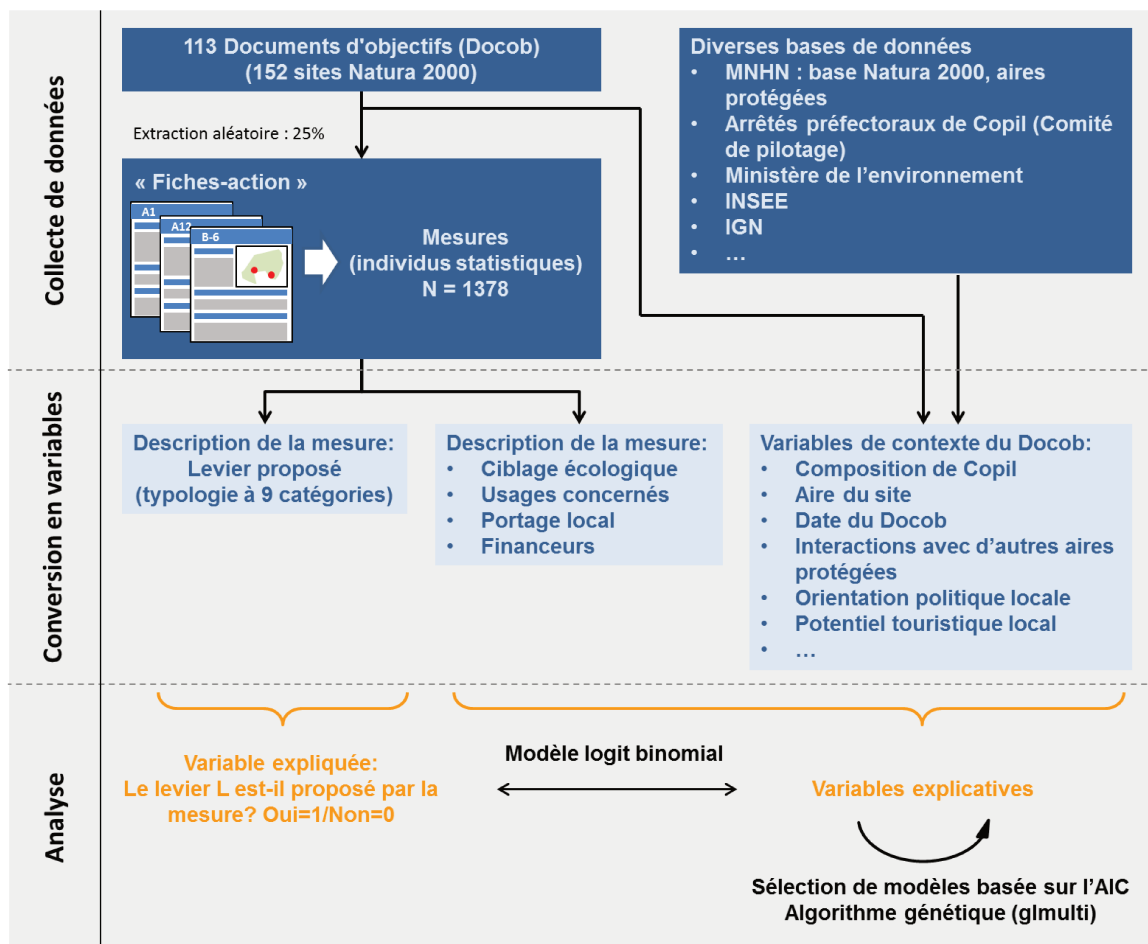 Collecte de données
113 Documents d'objectifs (Docob)
(152 sites Natura 2000)
Extraction aléatoire : 25%
« Fiches-action »
A1
A12
B-6
Mesures
(individus statistiques)
N = 1378
Diverses bases de données
• MNHN : base Natura 2000, aires
protégées
• Arrêtés préfectoraux de Copil (Comité
de pilotage)
• Ministère de l'environnement
• INSEE
• IGN
• …
Conversion en variables
Description de la mesure:
Levier proposé
(typologie à 9 catégories)
Description de la mesure:
• Ciblage écologique
• Usages concernés
• Portage local
• Financeurs
Variables de contexte du Docob:
• Composition de Copil
• Aire du site
• Date du Docob
• Interactions avec d'autres aires
protégées
• Orientation politique locale
• Potentiel touristique local
• …
Analyse
Variable expliquée:
Le levier L est-il proposé par la
mesure? Oui=1/Non=0
Modèle logit binomial
Variables explicatives
Sélection de modèles basée sur l'AIC
Algorithme génétique (glmulti)